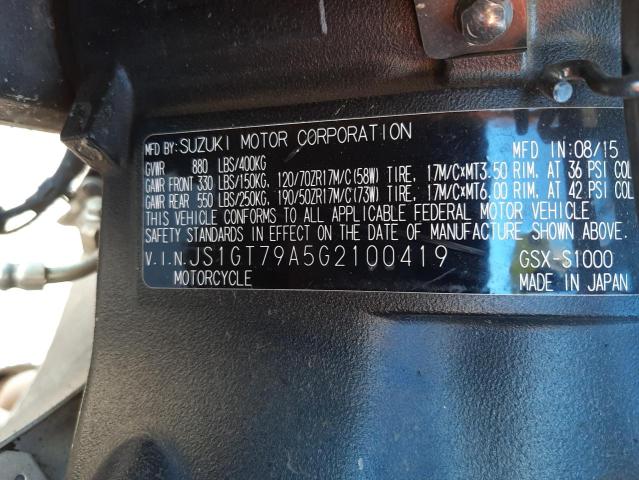 MFD BY: SUZUKI MOTOR CORPORATION MFD IN: 08/15
GVWR 880 LBS/400KG
GAWR FRONT 330 LBS/150KG, 120/70ZR17M/C(58W) TIRE, 17M/C×MT3.50 RIM, AT 36 PSI COL
GAWR REAR 550 LBS/250KG, 190/50ZR17M/C(73W) TIRE, 17M/C×MT6.00 RIM, AT 42 PSI COL
THIS VEHICLE CONFORMS TO ALL APPLICABLE FEDERAL MOTOR VEHICLE
SAFETY STANDARDS IN EFFECT ON THE DATE OF MANUFACTURE SHOWN ABOVE.
V.I.N. JS1GT79A5G2100419 GSX-S1000
MOTORCYCLE MADE IN JAPAN